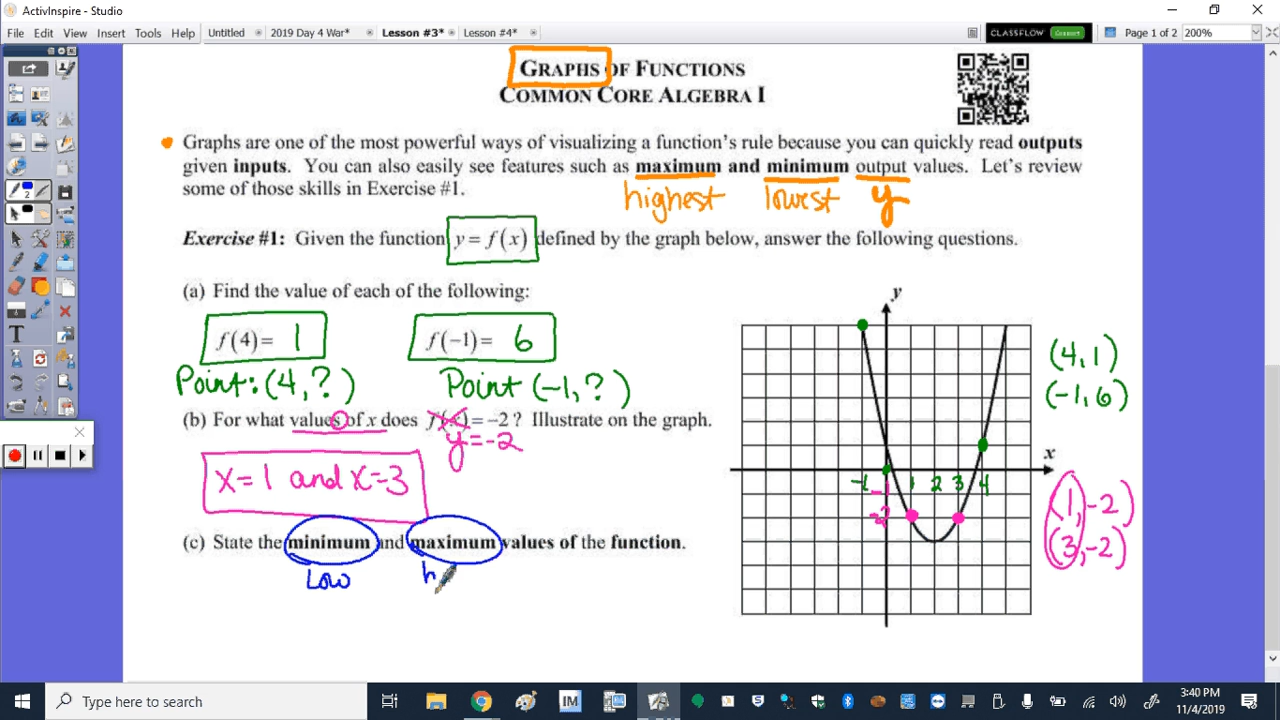 ActivInspire - Studio
File Edit View Insert Tools Help Untitled 2019 Day 4 War* Lesson #3* Lesson #4* CLASSFLOW Connect Page 1 of 2 200%
GRAPHS OF FUNCTIONS
COMMON CORE ALGEBRA I
Graphs are one of the most powerful ways of visualizing a function's rule because you can quickly read outputs
given inputs. You can also easily see features such as maximum and minimum output values. Let's review
some of those skills in Exercise #1.
highest lowest y
Exercise #1: Given the function y = f(x) defined by the graph below, answer the following questions.
(a) Find the value of each of the following:
f(4) = 1 f(-1) = 6
Point: (4, ?) Point (-1, ?)
(b) For what values of x does f(x) = -2? Illustrate on the graph.
y = -2
x=1 and x=3
(c) State the minimum and maximum values of the function.
Low h
y
x
-1 1 2 3 4
-1
-2
(4,1)
(-1,6)
(1,-2)
(3,-2)
2
T
Type here to search
IM
3:40 PM
11/4/2019